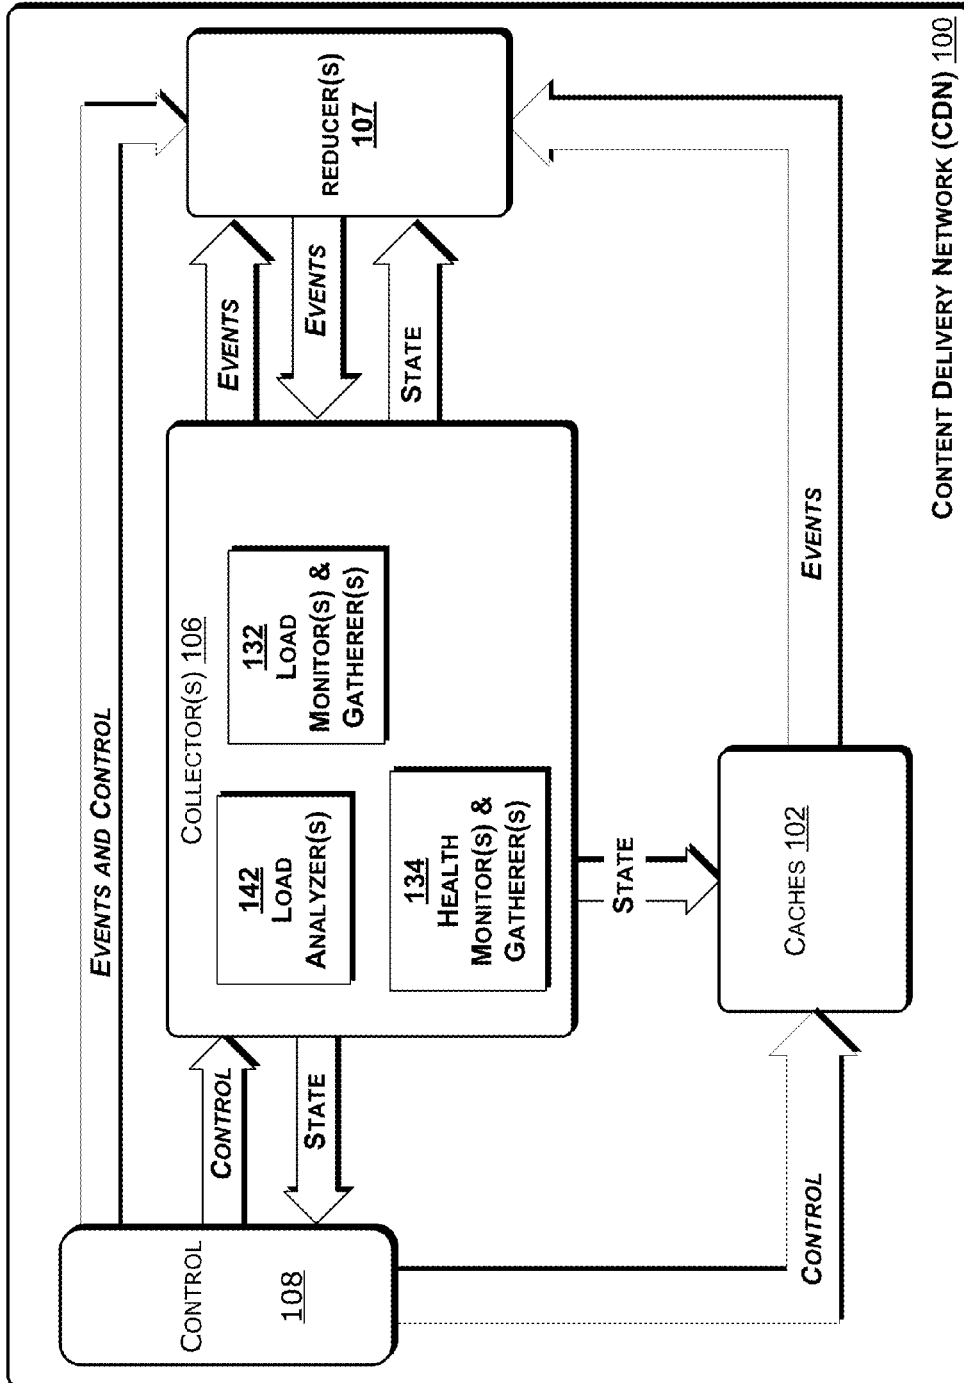 EVENTS AND CONTROL
CONTROL
108
CONTROL
STATE
COLLECTOR(S) 106
142
LOAD
ANALYZER(S)
132
LOAD
MONITOR(S) &
GATHERER(S)
134
HEALTH
MONITOR(S) &
GATHERER(S)
EVENTS
EVENTS
STATE
REDUCER(S)
107
STATE
CACHES 102
CONTROL
EVENTS
CONTENT DELIVERY NETWORK (CDN) 100